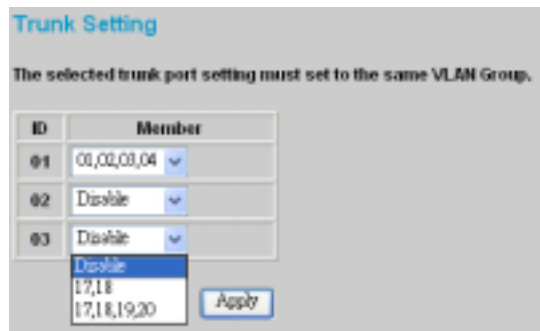 Trunk Setting
The selected trunk port setting must set to the same VLAN Group.
ID Member
01 01,02,03,04
02 Disable
03 Disable
Disable
17,18
17,18,19,20
Apply